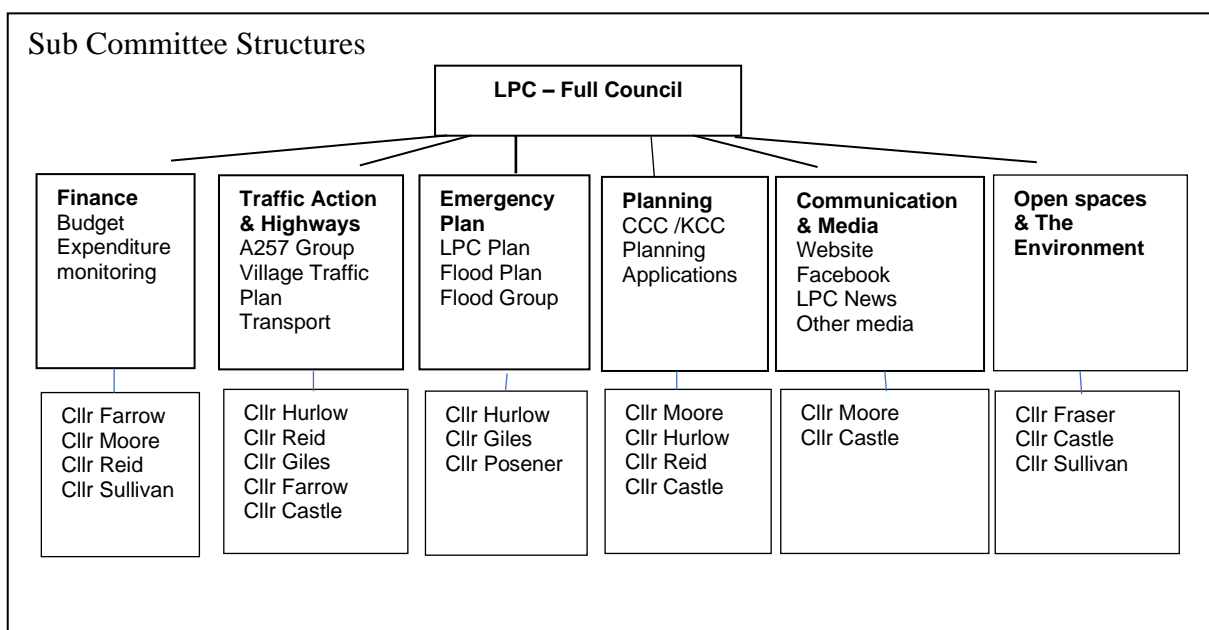 Sub Committee Structures
LPC – Full Council
Finance
Budget
Expenditure
monitoring
Traffic Action
& Highways
A257 Group
Village Traffic
Plan
Transport
Emergency
Plan
LPC Plan
Flood Plan
Flood Group
Planning
CCC /KCC
Planning
Applications
Communication
& Media
Website
Facebook
LPC News
Other media
Open spaces
& The
Environment
Cllr Farrow
Cllr Moore
Cllr Reid
Cllr Sullivan
Cllr Hurlow
Cllr Reid
Cllr Giles
Cllr Farrow
Cllr Castle
Cllr Hurlow
Cllr Giles
Cllr Posener
Cllr Moore
Cllr Hurlow
Cllr Reid
Cllr Castle
Cllr Moore
Cllr Castle
Cllr Fraser
Cllr Castle
Cllr Sullivan